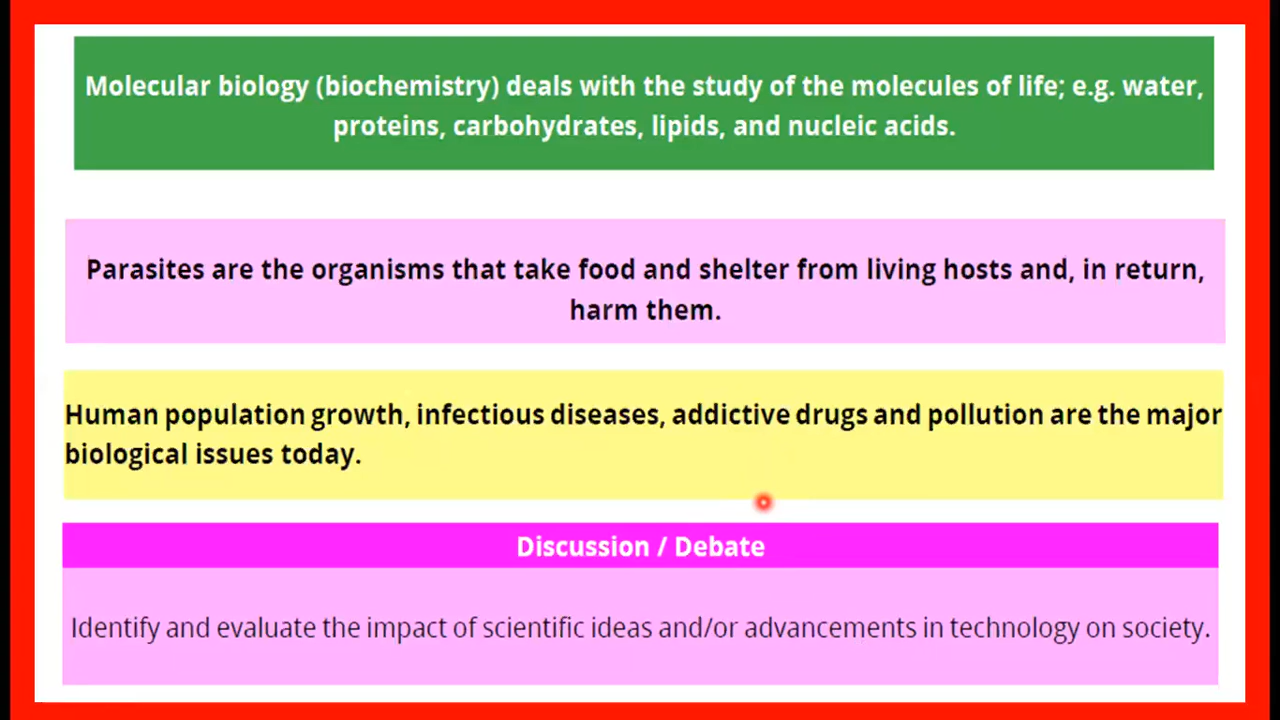 Molecular biology (biochemistry) deals with the study of the molecules of life; e.g. water,
proteins, carbohydrates, lipids, and nucleic acids.
Parasites are the organisms that take food and shelter from living hosts and, in return,
harm them.
Human population growth, infectious diseases, addictive drugs and pollution are the major
biological issues today.
Discussion / Debate
Identify and evaluate the impact of scientific ideas and/or advancements in technology on society.